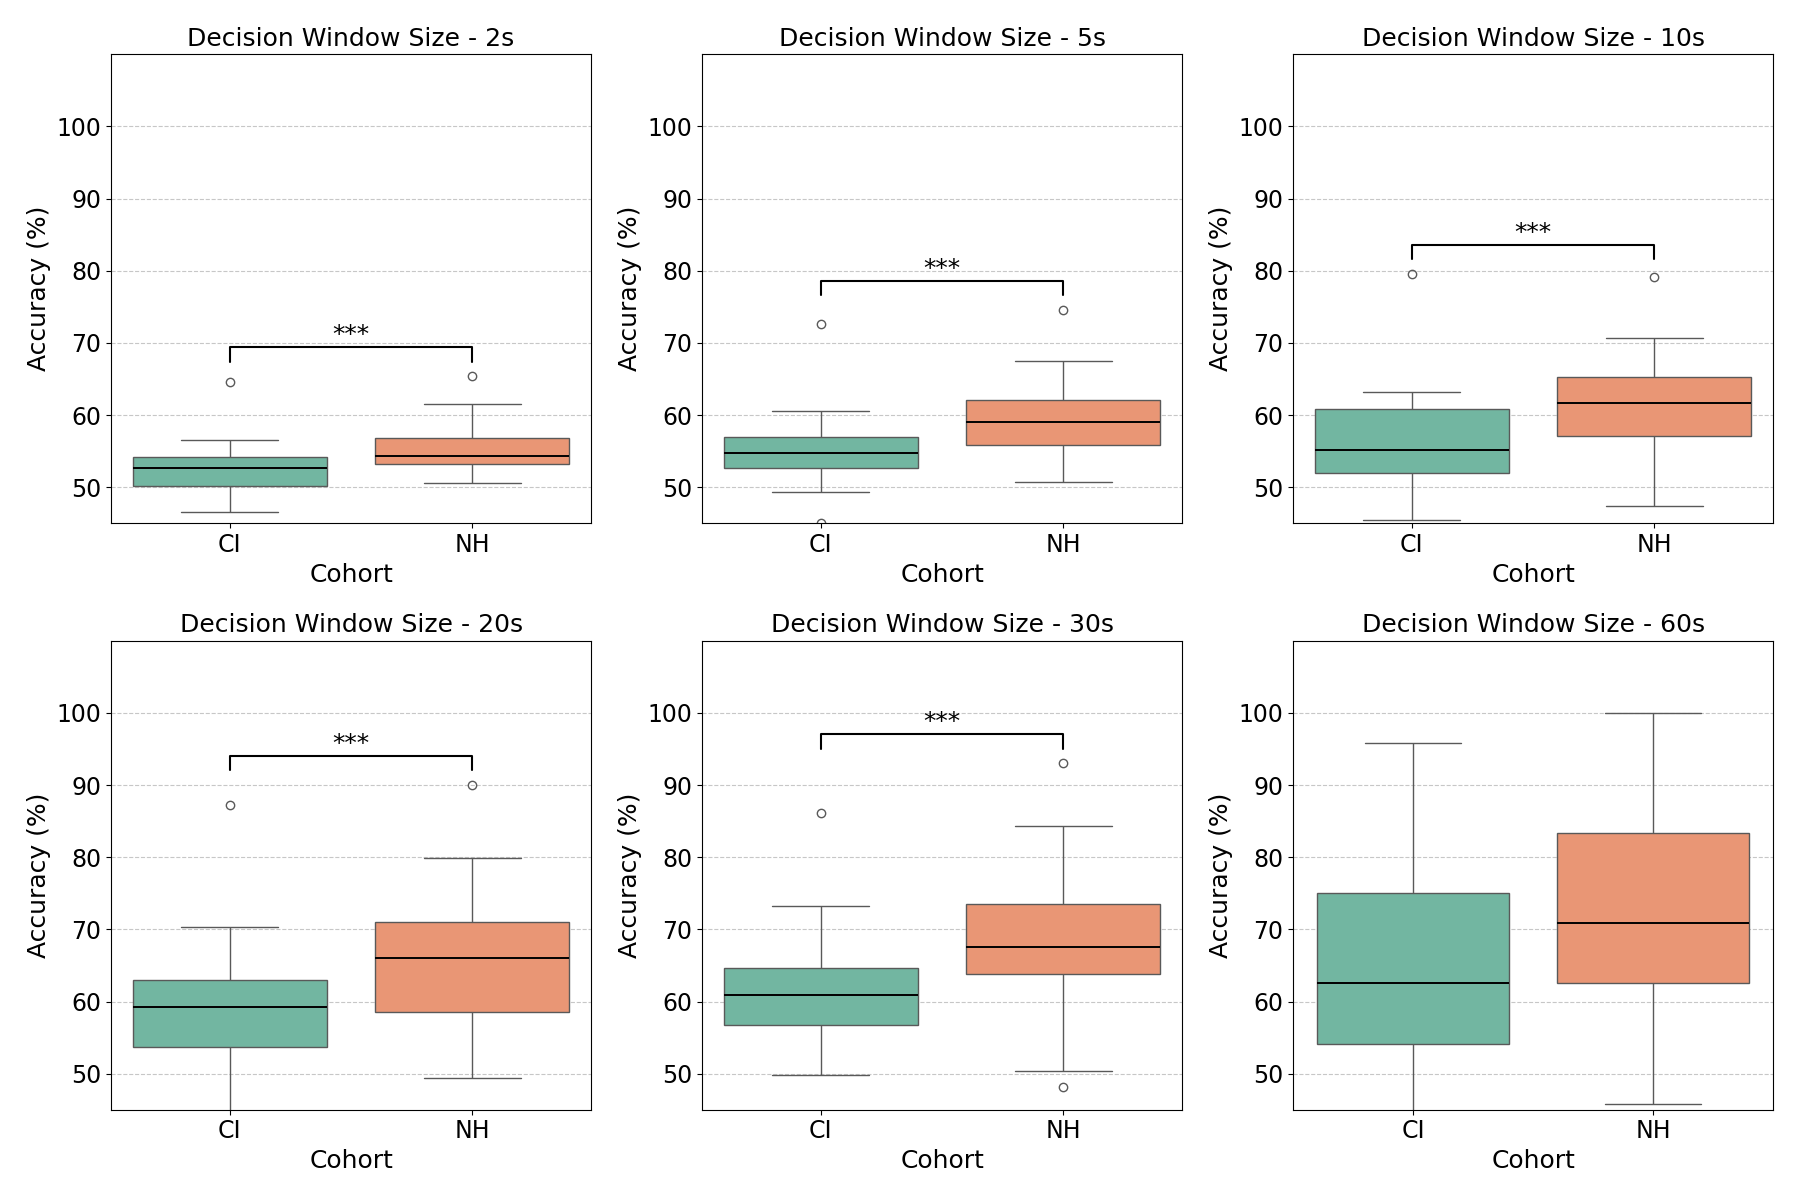 Decision Window Size - 2s
100
90
80
70
60
50
Accuracy (%)
***
CI
NH
Cohort
Decision Window Size - 5s
100
90
80
70
60
50
Accuracy (%)
***
CI
NH
Cohort
Decision Window Size - 10s
100
90
80
70
60
50
Accuracy (%)
***
CI
NH
Cohort
Decision Window Size - 20s
100
90
80
70
60
50
Accuracy (%)
***
CI
NH
Cohort
Decision Window Size - 30s
100
90
80
70
60
50
Accuracy (%)
***
CI
NH
Cohort
Decision Window Size - 60s
100
90
80
70
60
50
Accuracy (%)
CI
NH
Cohort